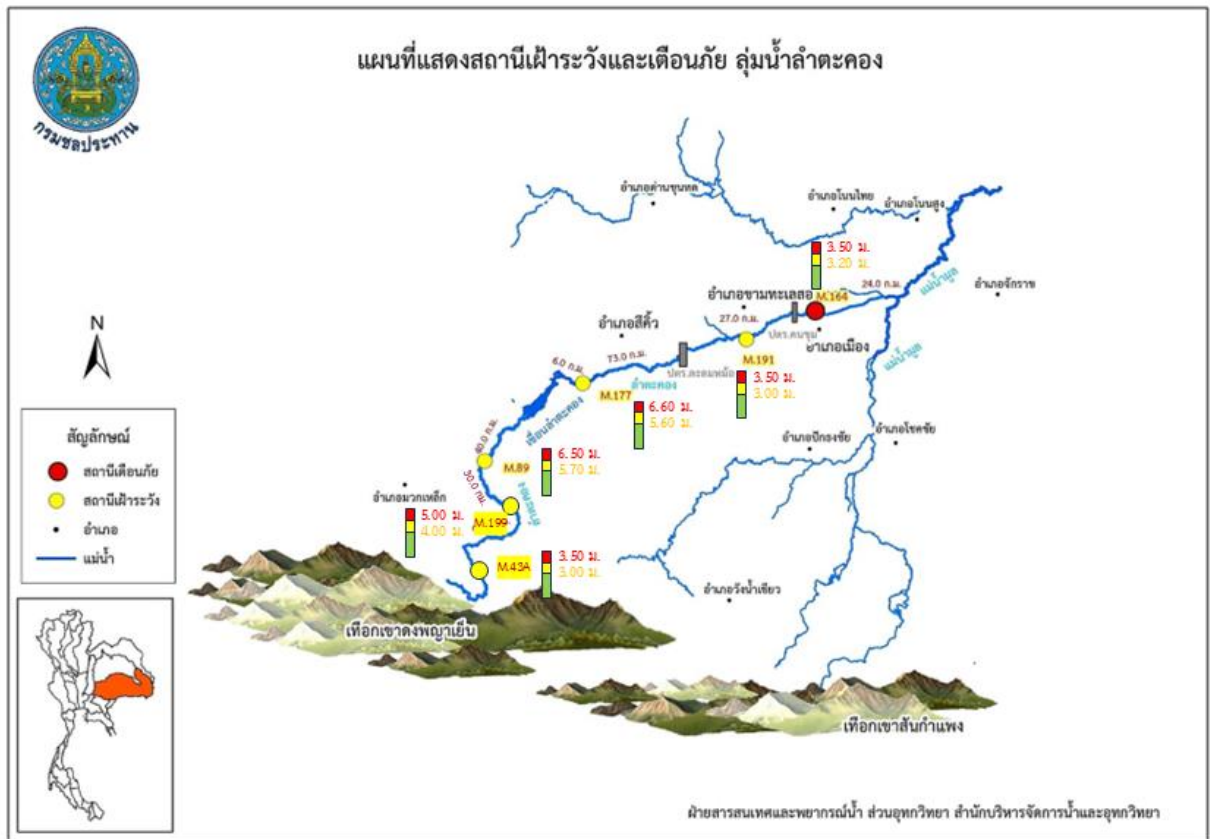 แผนที่แสดงสถานีเฝ้าระวังและเตือนภัย ลุ่มน้ำลำตะคอง
กรมชลประทาน
อำเภอด่านขุนทด
อำเภอโนนไทย
อำเภอโนนสูง
3.50 ม.
3.20 ม.
แม่น้ำมูล
อำเภอจักราช
24.0 ก.ม.
M.164
อำเภอขามทะเลสอ
27.0 ก.ม.
ปตร.คนชุม
อำเภอเมือง
อำเภอสีคิ้ว
73.0 ก.ม.
ปตร.ละลมหม้อ
M.191
3.50 ม.
3.00 ม.
แม่น้ำมูล
N
6.0 ก.ม.
M.177
ลำตะคอง
6.60 ม.
5.60 ม.
เขื่อนลำตะคอง
อำเภอปักธงชัย
อำเภอโชคชัย
40.0 ก.ม.
M.89
6.50 ม.
5.70 ม.
30.0 กม.
ลำตะคอง
อำเภอมวกเหล็ก
5.00 ม.
4.00 ม.
M.199
M.43A
3.50 ม.
3.00 ม.
อำเภอวังน้ำเขียว
สัญลักษณ์
สถานีเตือนภัย
สถานีเฝ้าระวัง
อำเภอ
แม่น้ำ
เทือกเขาดงพญาเย็น
เทือกเขาสันกำแพง
ฝ่ายสารสนเทศและพยากรณ์น้ำ ส่วนอุทกวิทยา สำนักบริหารจัดการน้ำและอุทกวิทยา